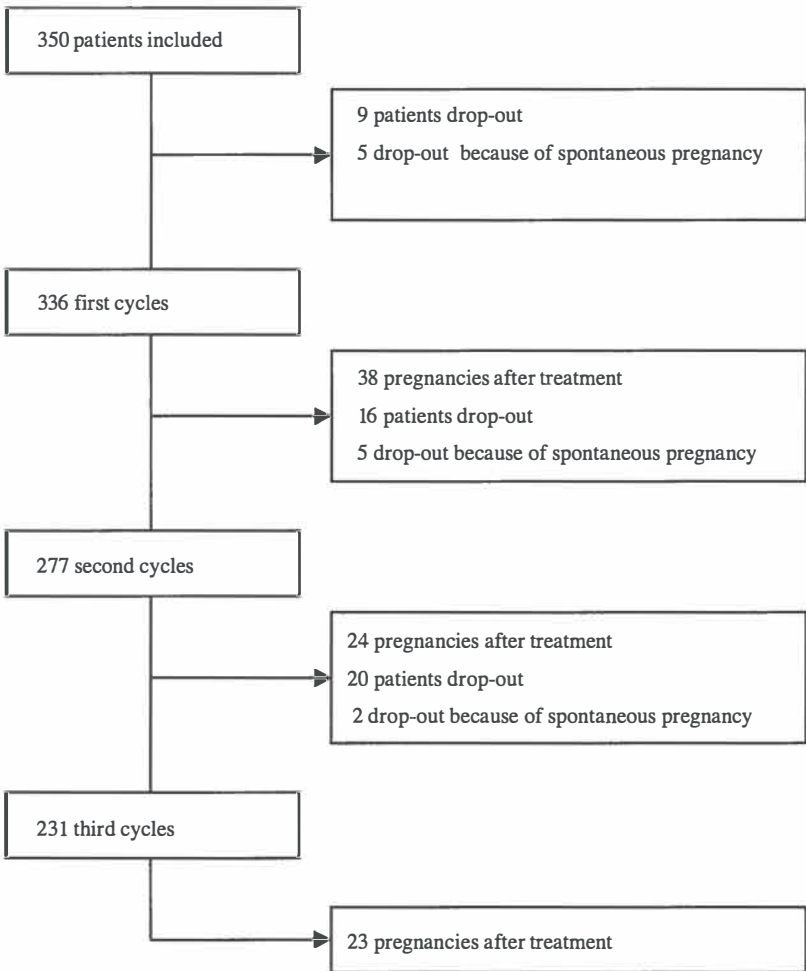 350 patients included
9 patients drop-out
5 drop-out because of spontaneous pregnancy
336 first cycles
38 pregnancies after treatment
16 patients drop-out
5 drop-out because of spontaneous pregnancy
277 second cycles
24 pregnancies after treatment
20 patients drop-out
2 drop-out because of spontaneous pregnancy
231 third cycles
23 pregnancies after treatment